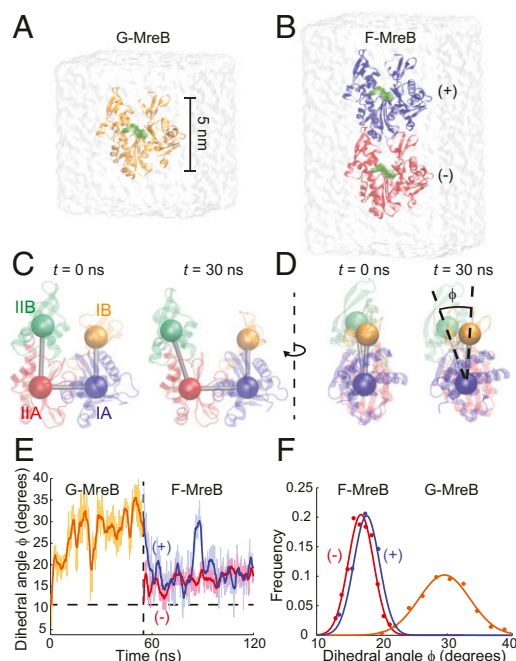 A
G-MreB
5 nm
B
F-MreB
(+)
(-)
C
t = 0 ns
t = 30 ns
IIB
IB
IIA
IA
D
t = 0 ns
t = 30 ns
ϕ
E
G-MreB
F-MreB
(+)
(-)
Dihedral angle ϕ (degrees)
40
35
30
25
20
15
10
5
0
60
120
Time (ns)
F
F-MreB
G-MreB
(-)
(+)
Frequency
0.2
0.15
0.1
0.05
0
10
20
30
40
Dihedral angle ϕ (degrees)